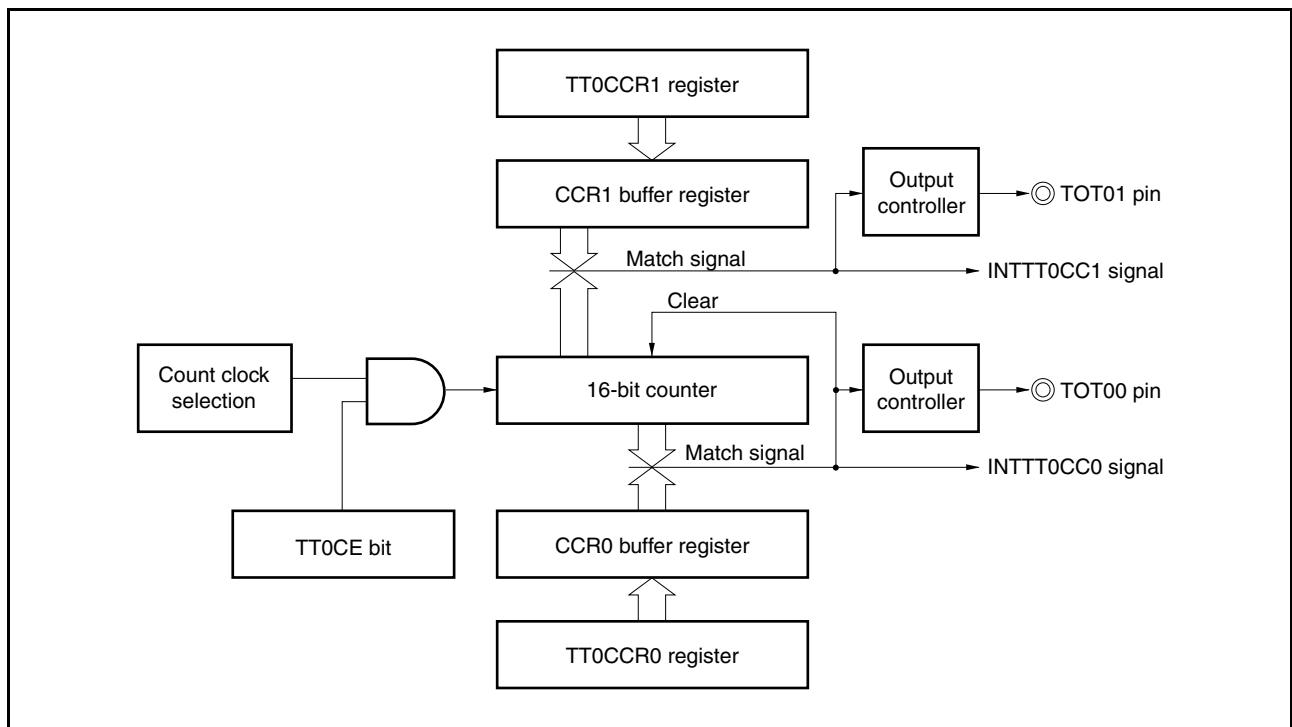 TT0CCR1 register
CCR1 buffer register
Output
controller
TOT01 pin
Match signal
INTTT0CC1 signal
Clear
Count clock
selection
16-bit counter
Output
controller
TOT00 pin
Match signal
INTTT0CC0 signal
TT0CE bit
CCR0 buffer register
TT0CCR0 register